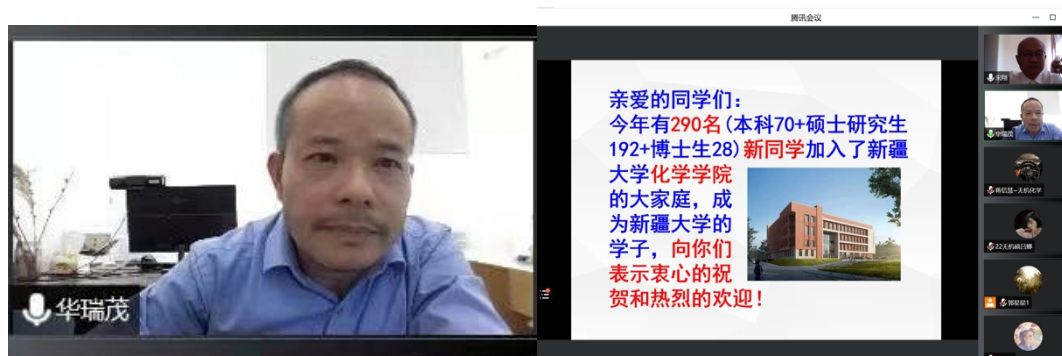 华瑞茂
腾讯会议
亲爱的同学们：
今年有290名(本科70+硕士研究生
192+博士生28)新同学加入了新疆
大学化学学院
的大家庭，成
为新疆大学的
学子，向你们
表示衷心的祝
贺和热烈的欢迎！
宋翔
华瑞茂